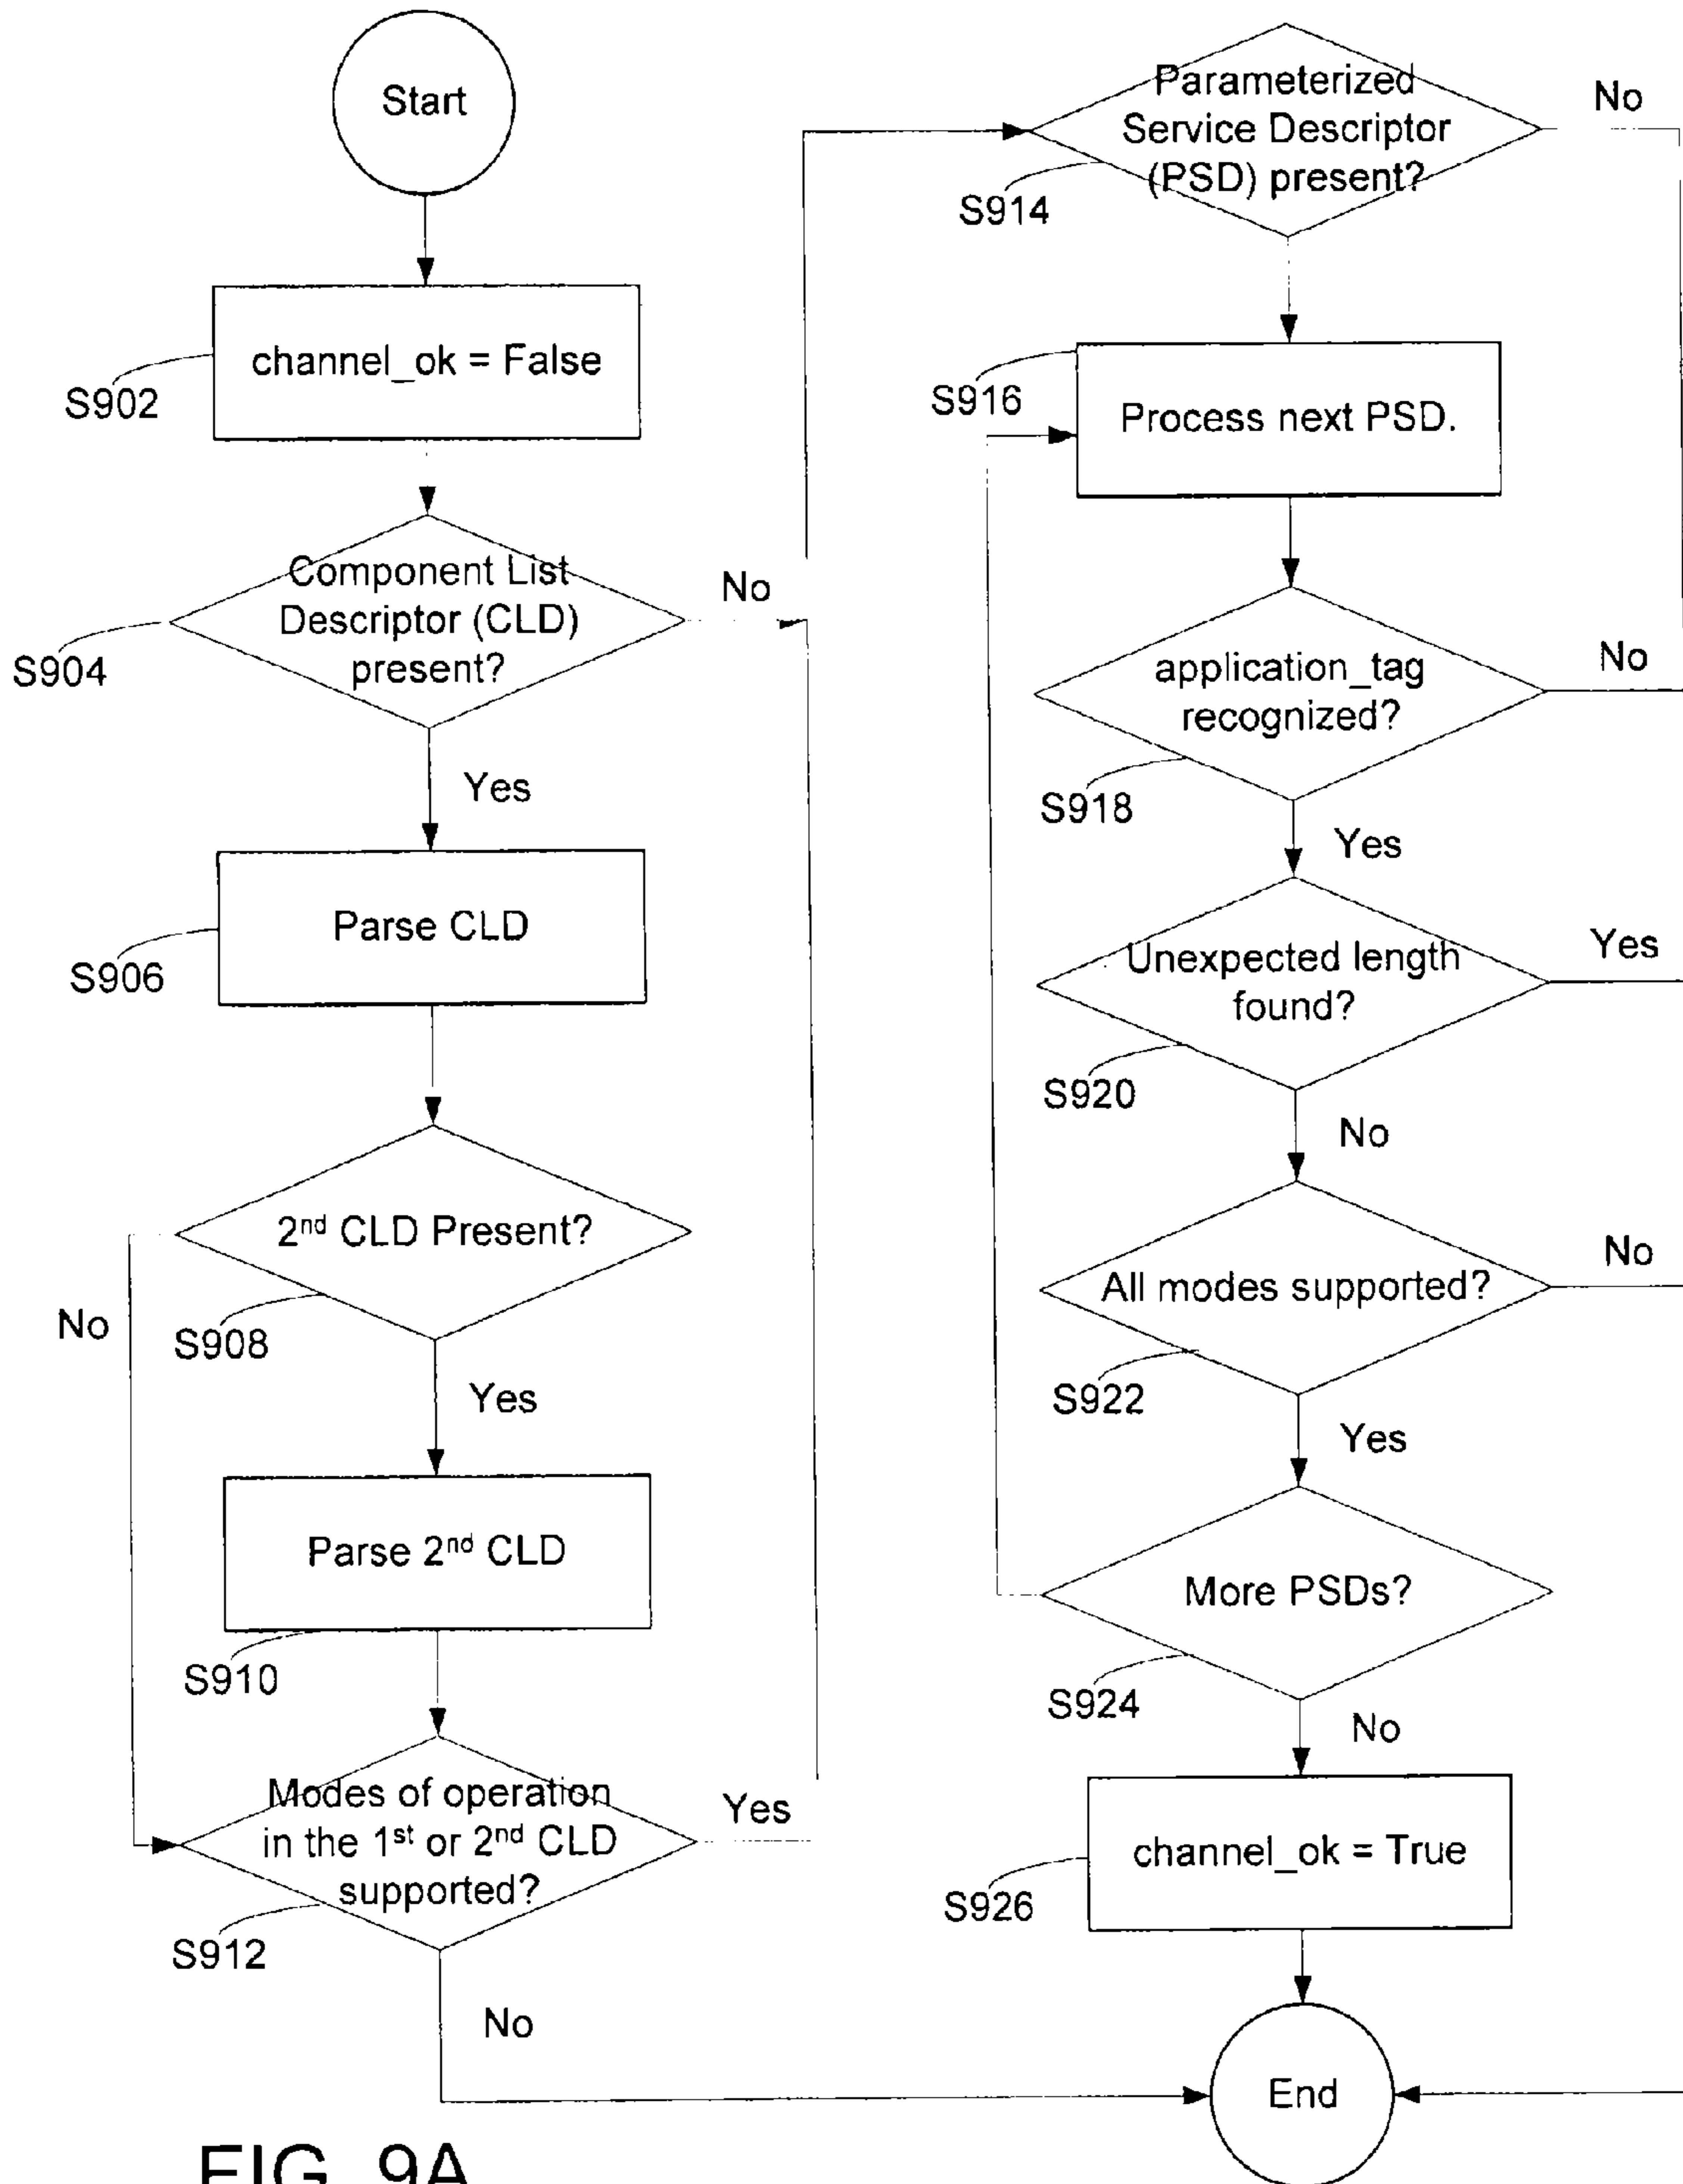 Start
channel_ok = False
S902
Component List
Descriptor (CLD)
present?
No
S904
Yes
Parse CLD
S906
2nd CLD Present?
No
S908
Yes
Parse 2nd CLD
S910
Modes of operation
in the 1st or 2nd CLD
supported?
Yes
S912
No
Parameterized
Service Descriptor
(PSD) present?
No
S914
Process next PSD.
S916
application_tag
recognized?
No
S918
Yes
Unexpected length
found?
Yes
S920
No
All modes supported?
No
S922
Yes
More PSDs?
S924
No
channel_ok = True
S926
End
FIG. 9A